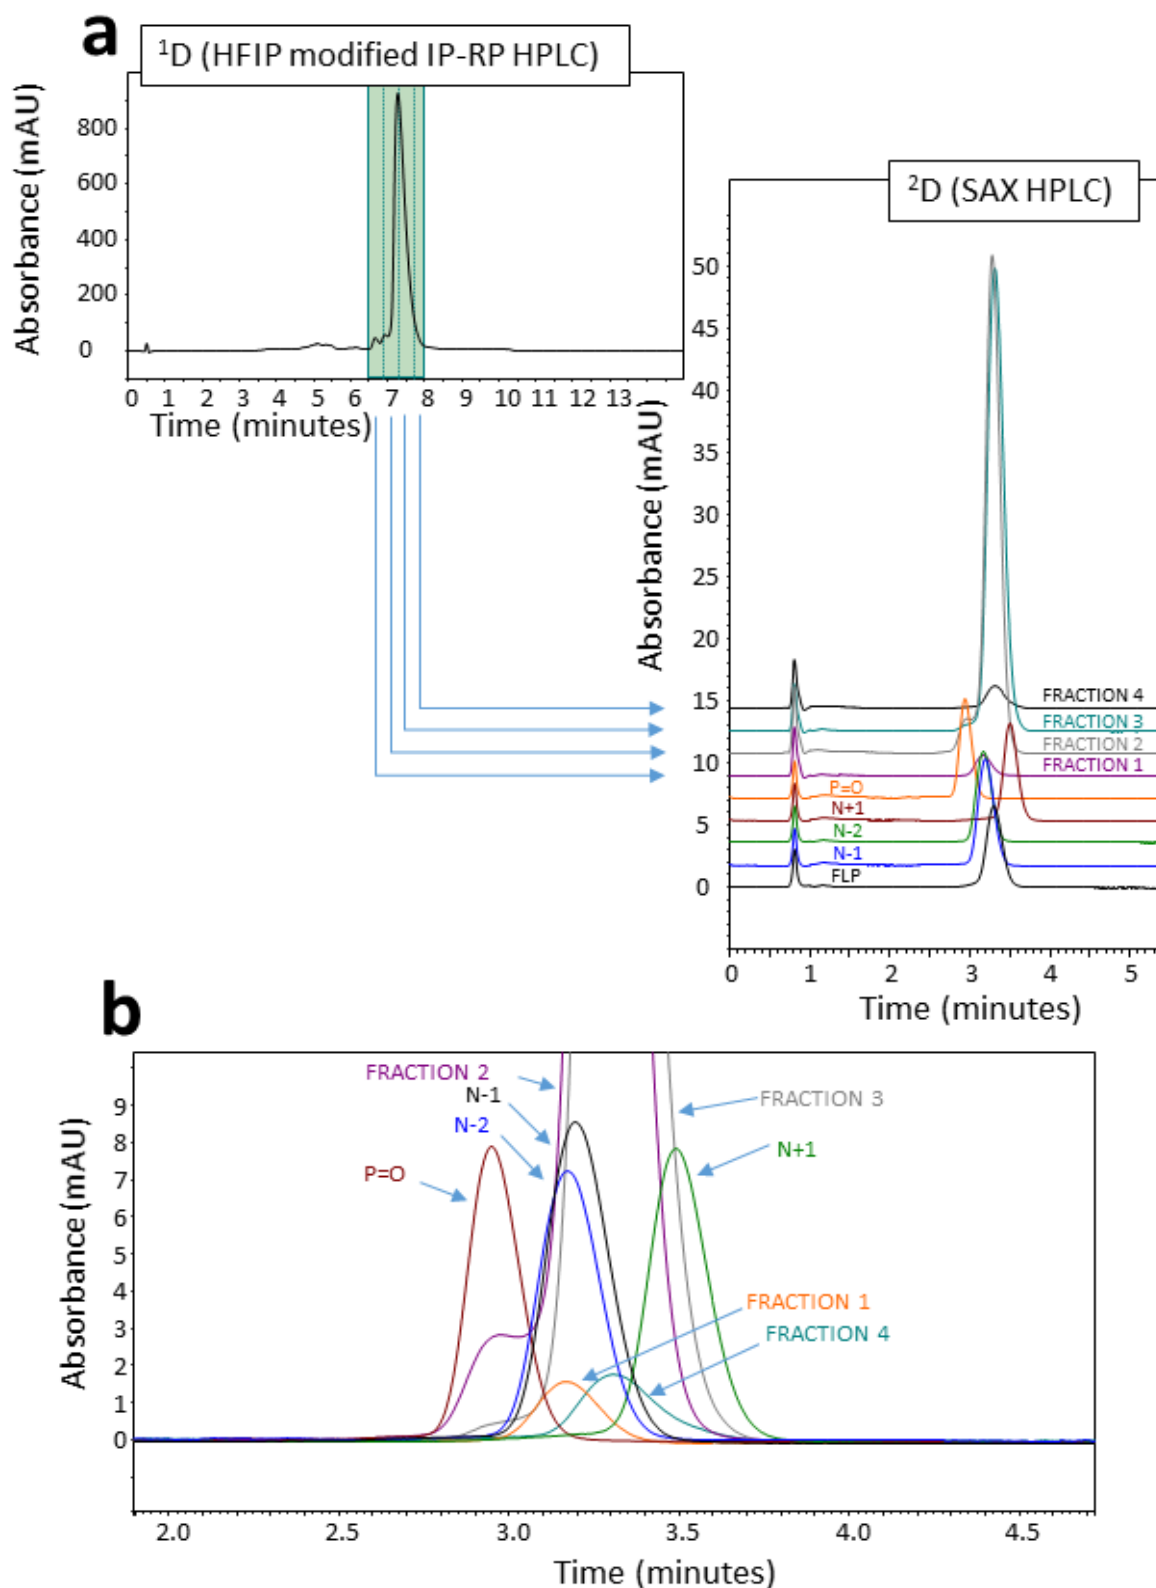 a
¹D (HFIP modified IP-RP HPLC)
Absorbance (mAU)
800
600
400
200
0
0 1 2 3 4 5 6 7 8 9 10 11 12 13
Time (minutes)
²D (SAX HPLC)
Absorbance (mAU)
50
45
40
35
30
25
20
15
10
5
0
FRACTION 4
FRACTION 3
FRACTION 2
FRACTION 1
P=O
N+1
N-2
N-1
FLP
0 1 2 3 4 5
Time (minutes)
b
Absorbance (mAU)
9
8
7
6
5
4
3
2
1
0
FRACTION 2
N-1
N-2
P=O
FRACTION 3
N+1
FRACTION 1
FRACTION 4
2.0 2.5 3.0 3.5 4.0 4.5
Time (minutes)